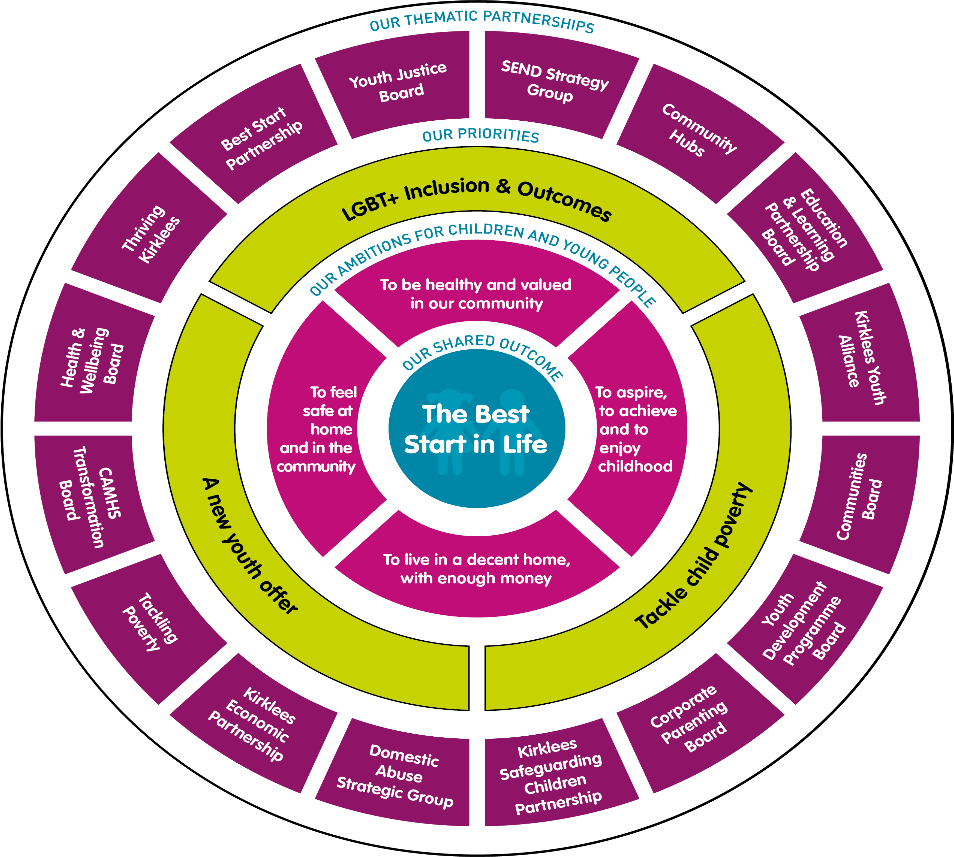 OUR THEMATIC PARTNERSHIPS
Youth Justice
Board
SEND Strategy
Group
Community
Hubs
Education
& Learning
Partnership
Board
Kirklees Youth
Alliance
Communities
Board
Youth
Development
Programme
Board
Corporate
Parenting
Board
Kirklees
Safeguarding
Children
Partnership
Domestic
Abuse
Strategic Group
Kirklees
Economic
Partnership
Tackling
Poverty
CAMHS
Transformation
Board
Health &
Wellbeing
Board
Thriving
Kirklees
Best Start
Partnership
OUR PRIORITIES
LGBT+ Inclusion & Outcomes
Tackle child poverty
A new youth offer
OUR AMBITIONS FOR CHILDREN AND YOUNG PEOPLE
To be healthy and valued
in our community
To aspire,
to achieve
and to
enjoy
childhood
To live in a decent home,
with enough money
To feel
safe at
home
and in the
community
OUR SHARED OUTCOME
The Best
Start in Life